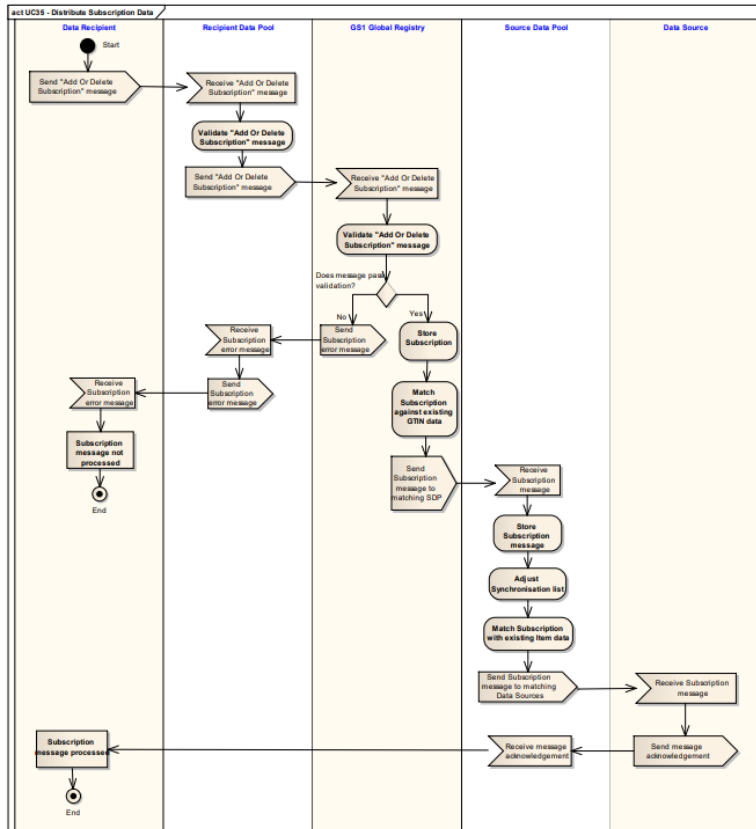 act UC35 - Distribute Subscription Data
Data Recipient
Recipient Data Pool
GS1 Global Registry
Source Data Pool
Data Source
Start
Send "Add Or Delete
Subscription" message
Receive "Add Or Delete
Subscription" message
Validate "Add Or Delete
Subscription" message
Send "Add Or Delete
Subscription" message
Receive "Add Or Delete
Subscription" message
Validate "Add Or Delete
Subscription" message
Does message pass
validation?
No
Yes
Receive
Subscription
error message
Send
Subscription
error message
Store
Subscription
Receive
Subscription
error message
Send
Subscription
error message
Match
Subscription
against existing
GTIN data
Subscription
message not
processed
End
Send
Subscription
message to
matching SDP
Receive
Subscription
message
Store
Subscription
message
Adjust
Synchronisation list
Match Subscription
with existing Item data
Send Subscription
message to matching
Data Sources
Receive Subscription
message
Subscription
message processed
Receive message
acknowledgement
Send message
acknowledgement
End